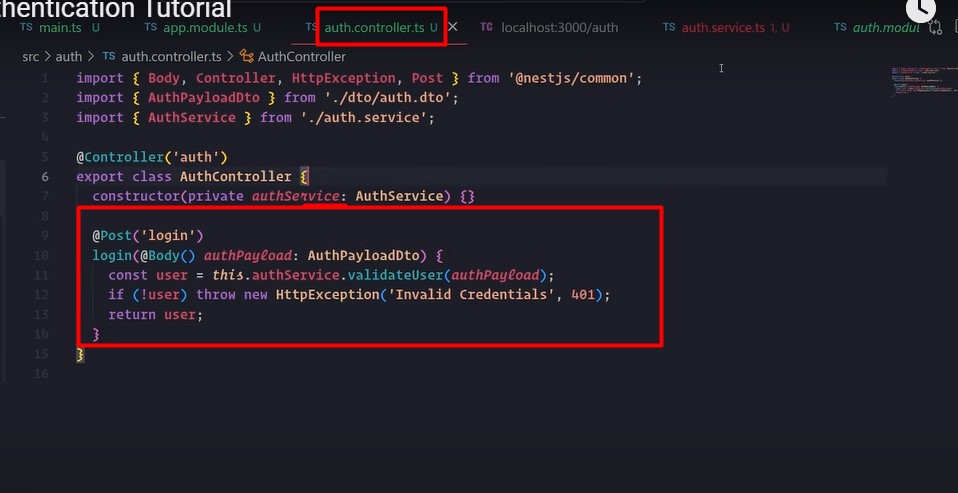 hentication Tutorial
TS main.ts U TS app.module.ts U TS auth.controller.ts U TC localhost:3000/auth TS auth.service.ts 1, U TS auth.modul
src > auth > TS auth.controller.ts > AuthController
1 import { Body, Controller, HttpException, Post } from '@nestjs/common';
2 import { AuthPayloadDto } from './dto/auth.dto';
3 import { AuthService } from './auth.service';
4
5 @Controller('auth')
6 export class AuthController {
7 constructor(private authService: AuthService) {}
8
9 @Post('login')
10 login(@Body() authPayload: AuthPayloadDto) {
11 const user = this.authService.validateUser(authPayload);
12 if (!user) throw new HttpException('Invalid Credentials', 401);
13 return user;
14 }
15 }
16